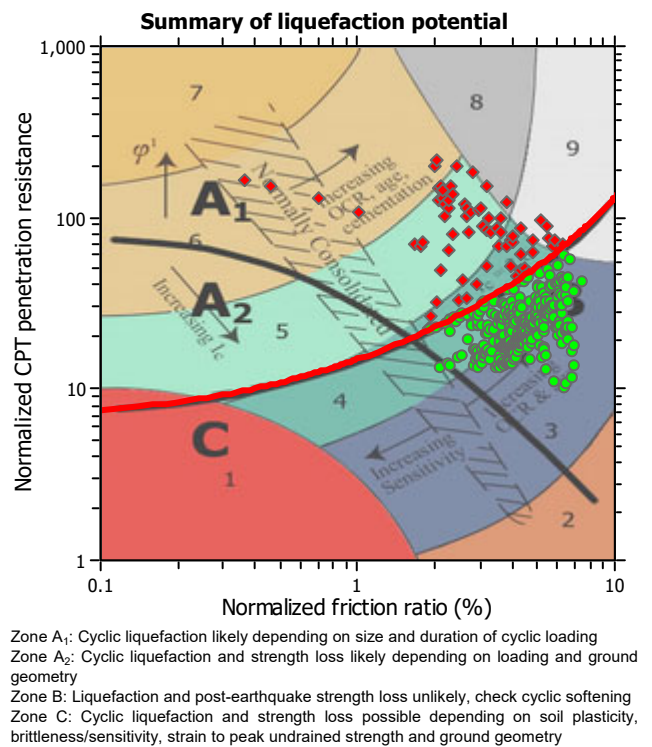 Summary of liquefaction potential
1,000
100
10
1
Normalized CPT penetration resistance
7
8
9
φ'
A1
Normally Consolidated
Increasing
OCR, age,
cementation
6
A2
Increasing Ic
5
4
C
1
Increasing
Sensitivity
Increasing
OCR &
3
2
0.1
1
10
Normalized friction ratio (%)
Zone A1: Cyclic liquefaction likely depending on size and duration of cyclic loading
Zone A2: Cyclic liquefaction and strength loss likely depending on loading and ground
geometry
Zone B: Liquefaction and post-earthquake strength loss unlikely, check cyclic softening
Zone C: Cyclic liquefaction and strength loss possible depending on soil plasticity,
brittleness/sensitivity, strain to peak undrained strength and ground geometry